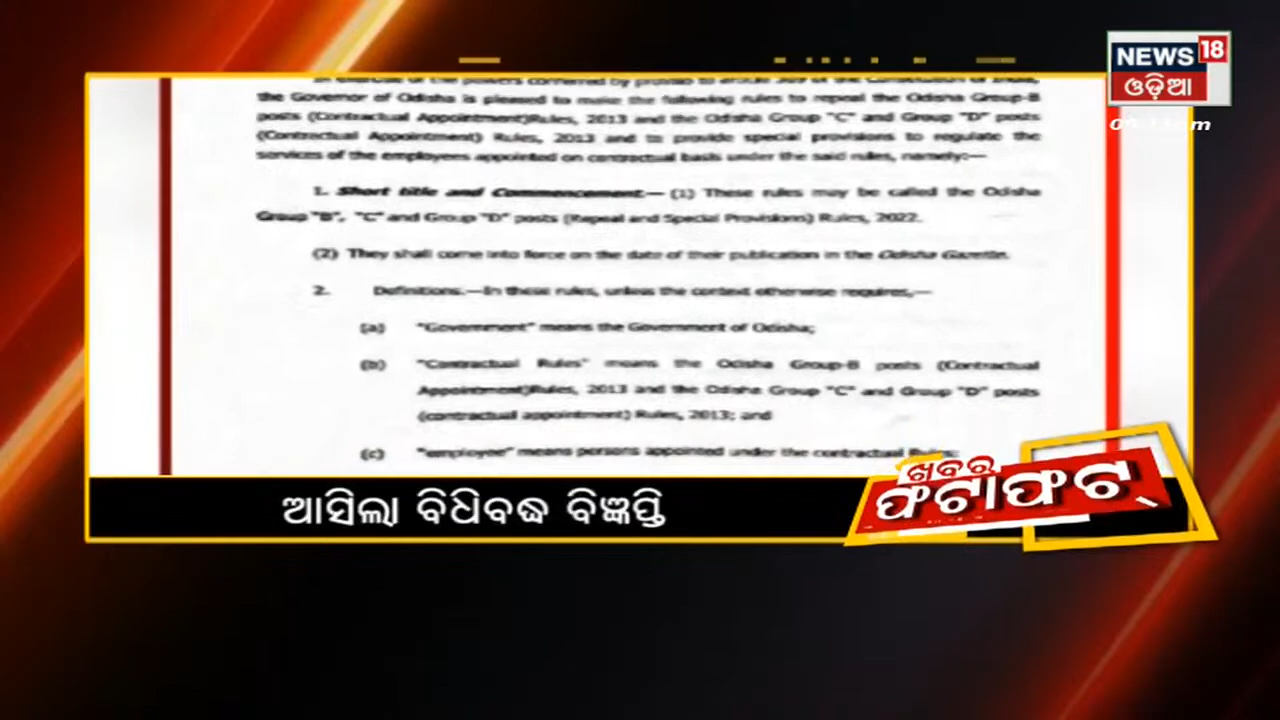 NEWS 18
ଓଡ଼ିଆ
the Governor of Odisha is pleased to make the following rules to repeal the Odisha Group-B
posts (Contractual Appointment)Rules, 2013 and the Odisha Group "C" and Group "D" posts
(Contractual Appointment) Rules, 2013 and to provide special provisions to regulate the
services of the employees appointed on contractual basis under the said rules, namely:—
1. Short title and Commencement.— (1) These rules may be called the Odisha
Group "B", "C" and Group "D" posts (Repeal and Special Provisions) Rules, 2022.
(2) They shall come into force on the date of their publication in the Odisha Gazette.
2. Definitions.—In these rules, unless the context otherwise requires,—
(a) "Government" means the Government of Odisha;
(b) "Contractual Rules" means the Odisha Group-B posts (Contractual
Appointment)Rules, 2013 and the Odisha Group "C" and Group "D" posts
(contractual appointment) Rules, 2013; and
(c) "employee" means persons appointed under the contractual
ଆସିଲା ବିଧିବଦ୍ଧ ବିଜ୍ଞପ୍ତି
ଖବର
ଫଟାଫଟ୍